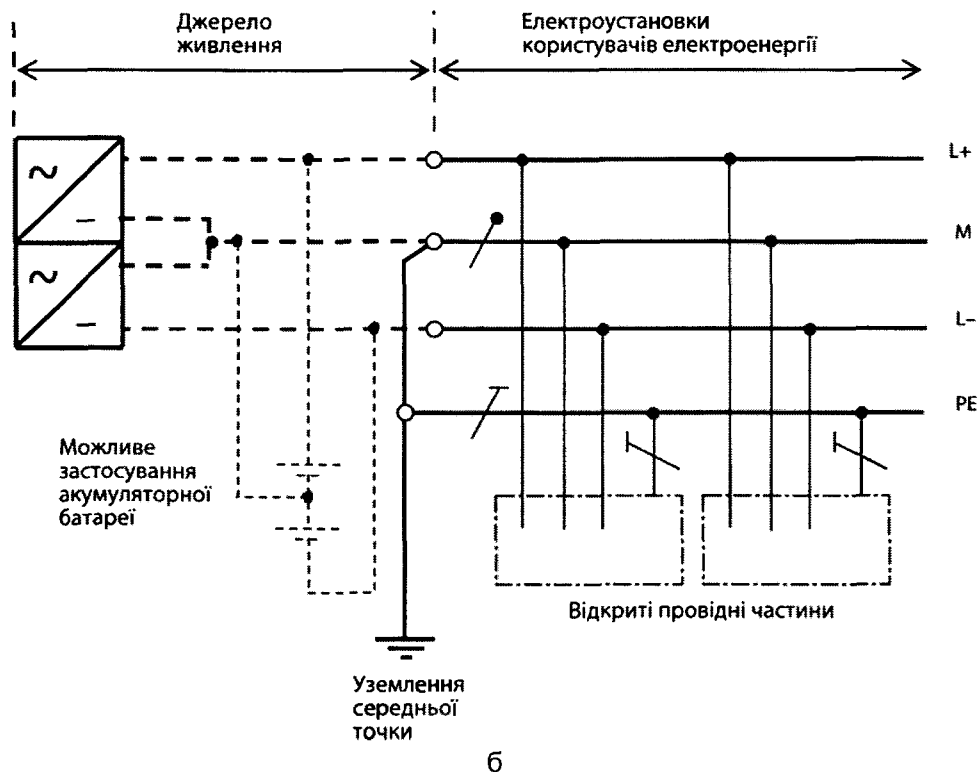 Джерело
живлення
Електроустановки
користувачів електроенергії
L+
M
L–
PE
Можливе
застосування
акумуляторної
батареї
Відкриті провідні частини
Уземлення
середньої
точки
б